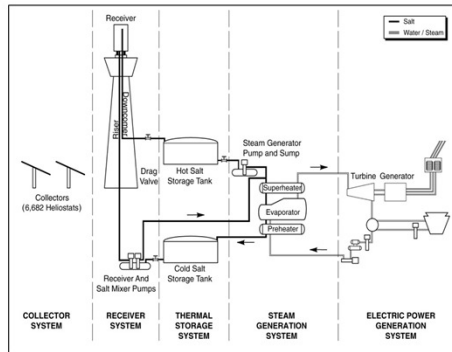 Receiver
Salt
Water / Steam
Riser
Downcomer
Steam Generator
Pump and Sump
Turbine Generator
Drag
Valve
Hot Salt
Storage Tank
Superheater
Evaporator
Preheater
Collectors
(6,682 Heliostats)
Receiver And
Salt Mixer Pumps
Cold Salt
Storage Tank
COLLECTOR
SYSTEM
RECEIVER
SYSTEM
THERMAL
STORAGE
SYSTEM
STEAM
GENERATION
SYSTEM
ELECTRIC POWER
GENERATION
SYSTEM